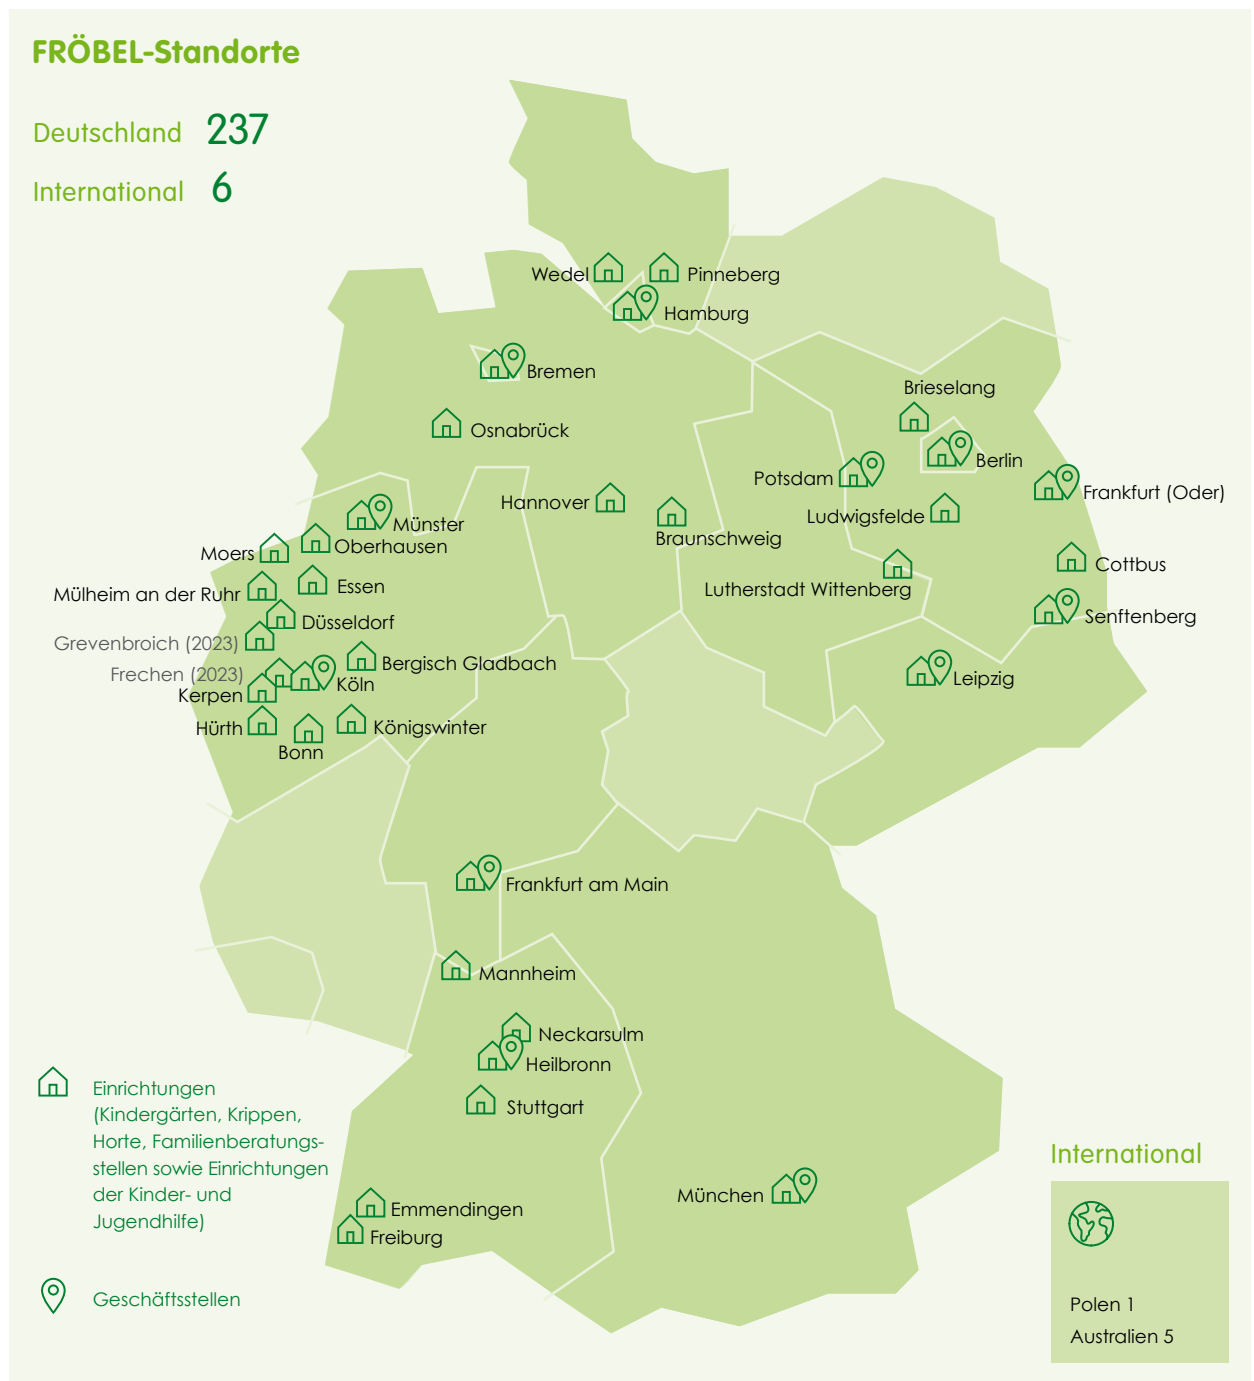 FRÖBEL-Standorte
Deutschland 237
International 6
Wedel
Pinneberg
Hamburg
Bremen
Brieselang
Osnabrück
Berlin
Potsdam
Frankfurt (Oder)
Hannover
Ludwigsfelde
Münster
Braunschweig
Oberhausen
Moers
Cottbus
Essen
Lutherstadt Wittenberg
Mülheim an der Ruhr
Senftenberg
Düsseldorf
Grevenbroich (2023)
Bergisch Gladbach
Frechen (2023)
Leipzig
Köln
Kerpen
Hürth
Königswinter
Bonn
Frankfurt am Main
Mannheim
Neckarsulm
Heilbronn
Stuttgart
München
Emmendingen
Freiburg
Einrichtungen
(Kindergärten, Krippen,
Horte, Familienberatungs-
stellen sowie Einrichtungen
der Kinder- und
Jugendhilfe)
Geschäftsstellen
International
Polen 1
Australien 5